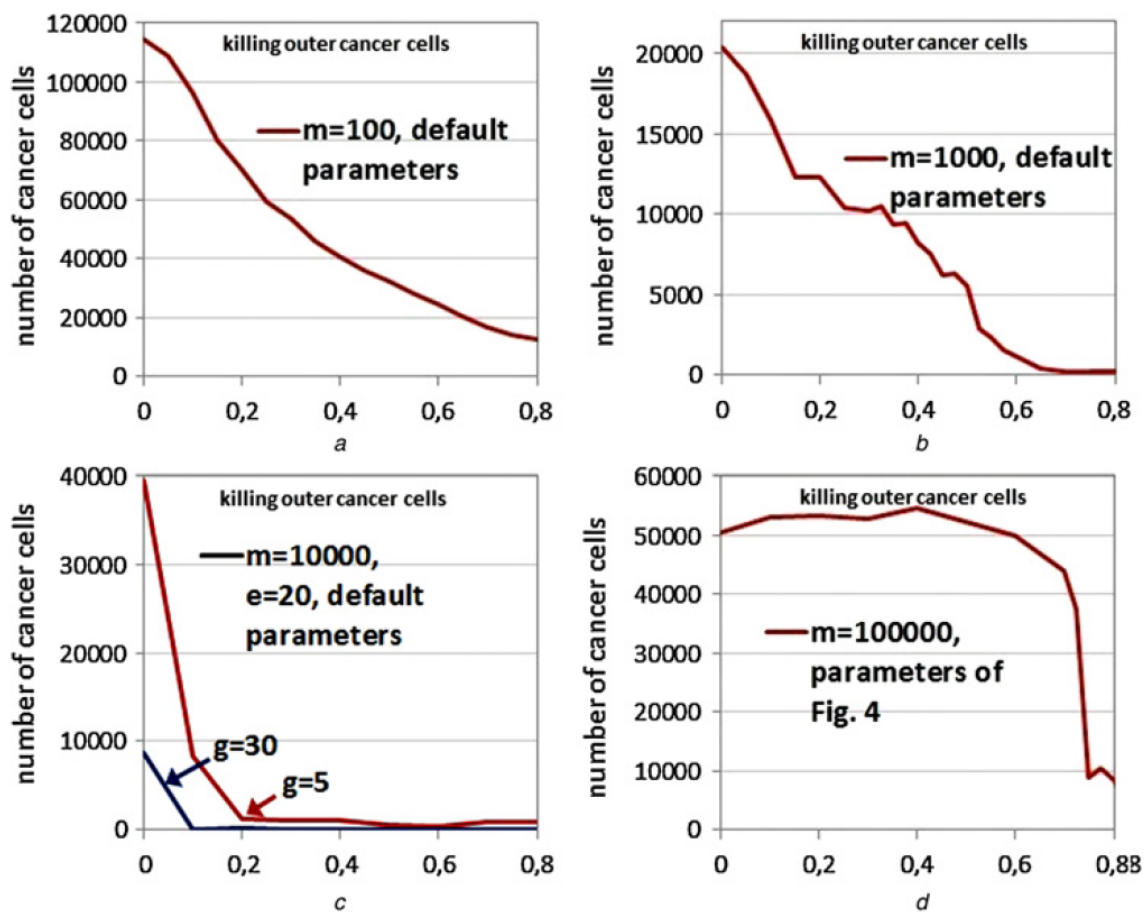 killing outer cancer cells
number of cancer cells
120000
100000
80000
60000
40000
20000
0
m=100, default
parameters
0 0,2 0,4 0,6 0,8
a
killing outer cancer cells
number of cancer cells
20000
15000
10000
5000
0
m=1000, default
parameters
0 0,2 0,4 0,6 0,8
b
killing outer cancer cells
number of cancer cells
40000
30000
20000
10000
0
m=10000,
e=20, default
parameters
g=30
g=5
0 0,2 0,4 0,6 0,8
c
killing outer cancer cells
number of cancer cells
60000
50000
40000
30000
20000
10000
0
m=100000,
parameters of
Fig. 4
0 0,2 0,4 0,6 0,88
d